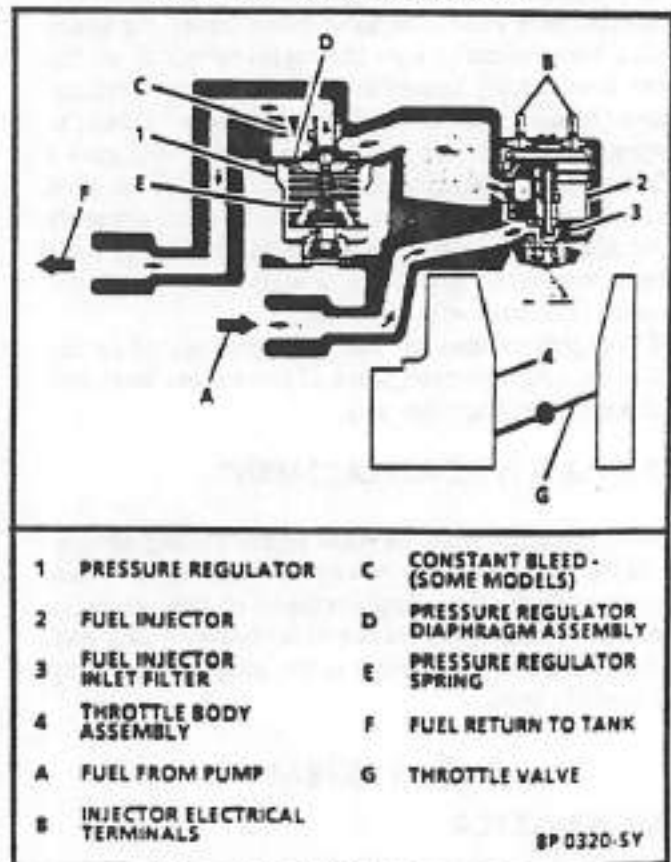 D
B
C
1
E
2
F
3
4
A
G
1 PRESSURE REGULATOR
2 FUEL INJECTOR
3 FUEL INJECTOR
INLET FILTER
4 THROTTLE BODY
ASSEMBLY
A FUEL FROM PUMP
B INJECTOR ELECTRICAL
TERMINALS
C CONSTANT BLEED -
(SOME MODELS)
D PRESSURE REGULATOR
DIAPHRAGM ASSEMBLY
E PRESSURE REGULATOR
SPRING
F FUEL RETURN TO TANK
G THROTTLE VALVE
8P 0320-SY